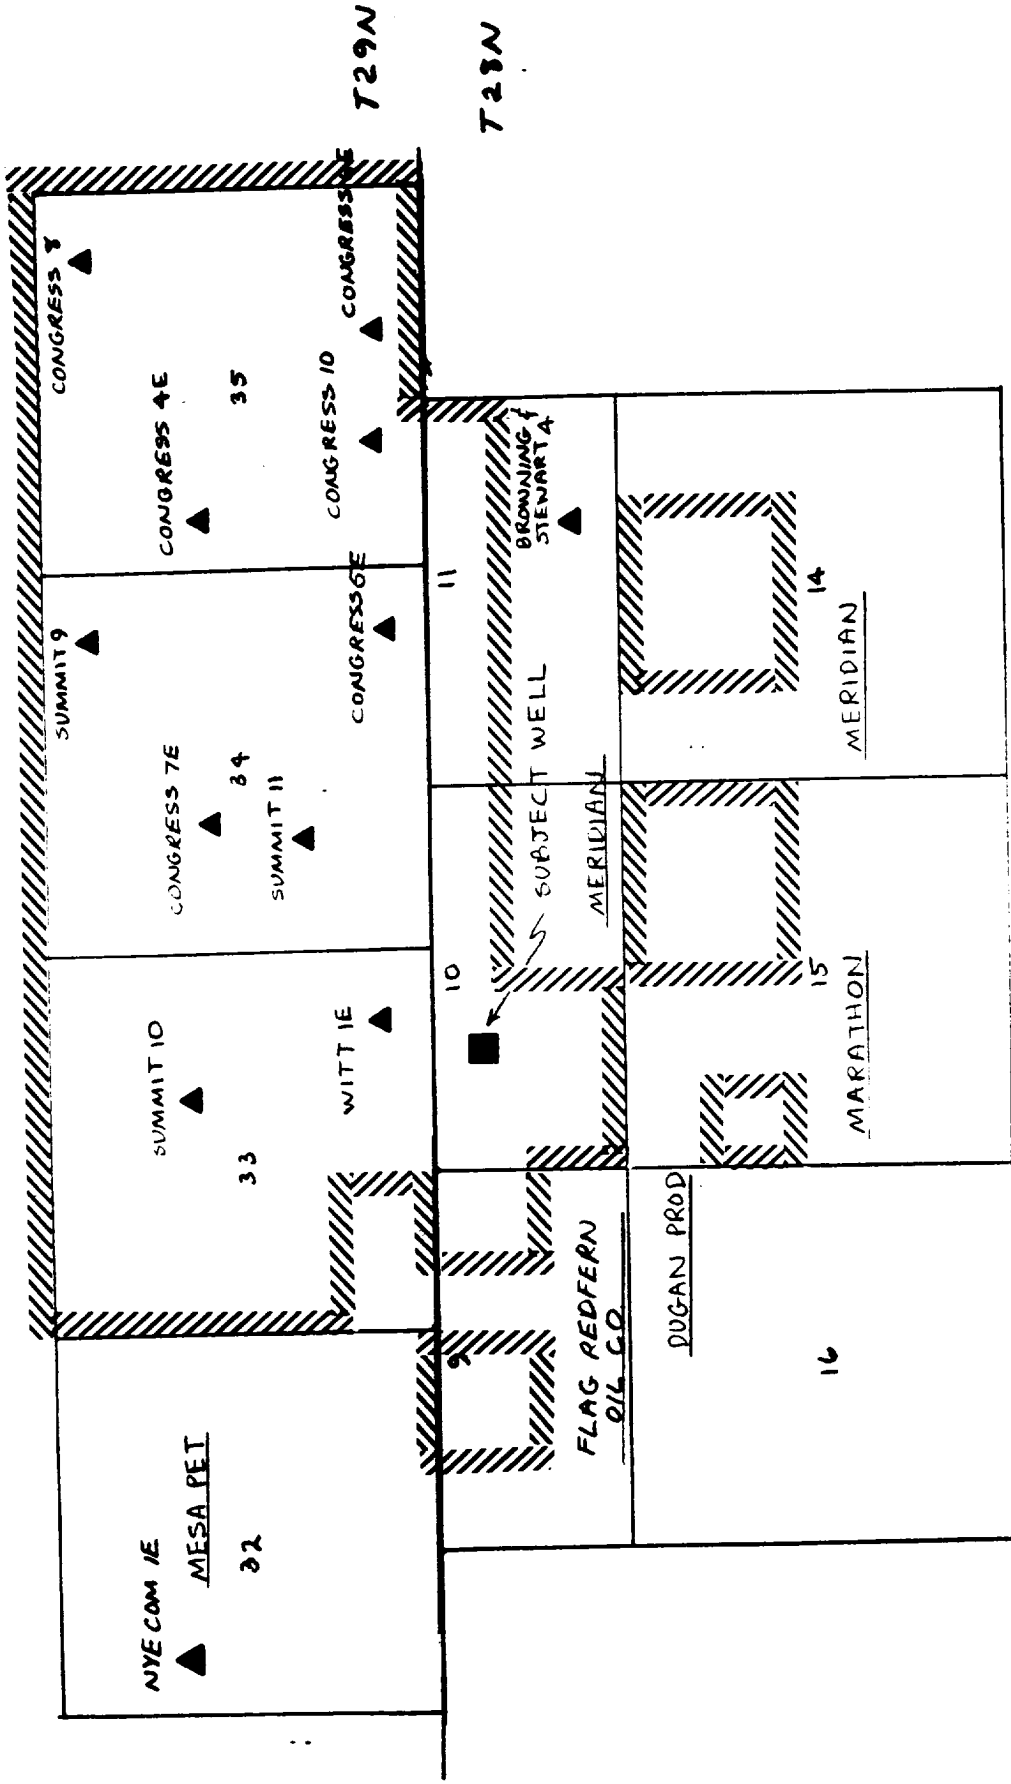 T29N
T28N
CONGRESS 8
CONGRESS 4E
35
CONGRESS 10
CONGRESS
SUMMIT 9
CONGRESS 7E
34
SUMMIT 11
CONGRESS 6E
SUMMIT 10
33
WITT 1E
NYE COM 1E
MESA PET
32
11
BROWNING &
STEWART 4
10
SUBJECT WELL
MERIDIAN
9
FLAG REDFERN
OIL CO
14
MERIDIAN
15
MARATHON
DUGAN PROD
16